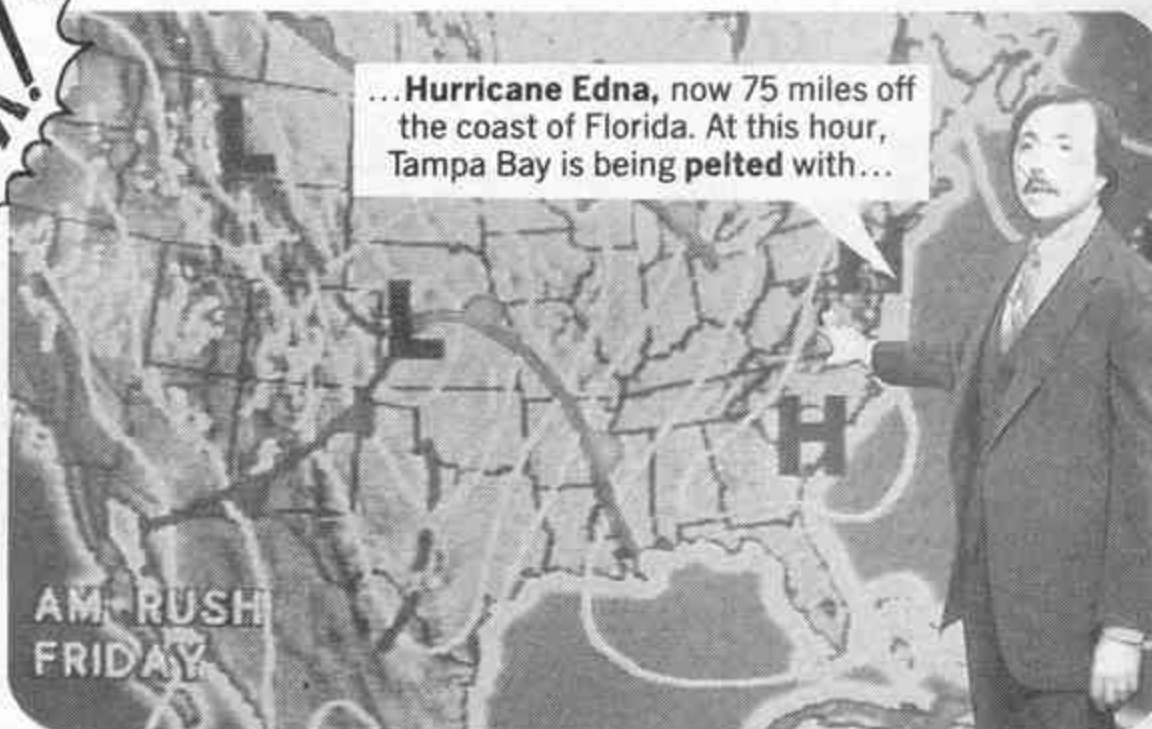 ...Hurricane Edna, now 75 miles off
the coast of Florida. At this hour,
Tampa Bay is being pelted with...
L
L
H
AM RUSH
FRIDAY